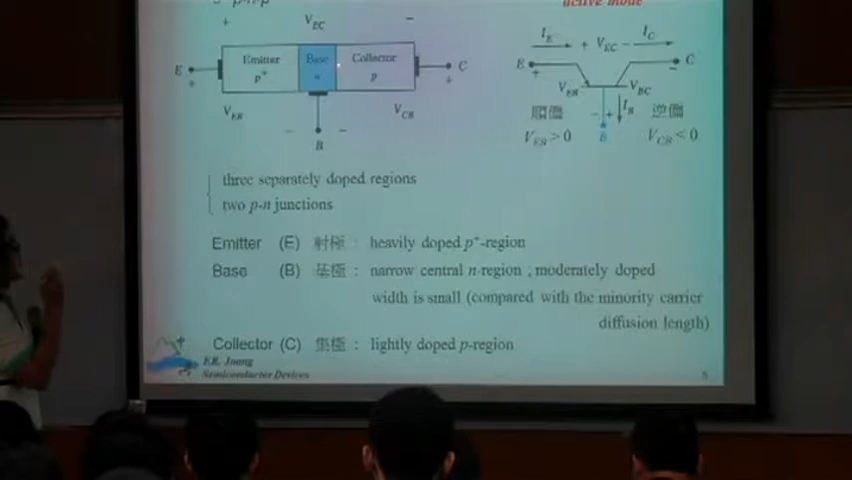 p-n-p
active mode
+ V_EC −
Emitter Base Collector
p⁺ n p
E C
+ +
V_EB V_CB
− −
B
I_E + V_EC − I_C
E C
+ −
V_EB V_BC
順偏 − + I_B 逆偏
V_EB > 0 B V_CB < 0
three separately doped regions
two p-n junctions
Emitter (E) 射極 : heavily doped p⁺-region
Base (B) 基極 : narrow central n-region , moderately doped
width is small (compared with the minority carrier
diffusion length)
Collector (C) 集極 : lightly doped p-region
F.R. Juang
Semiconductor Devices